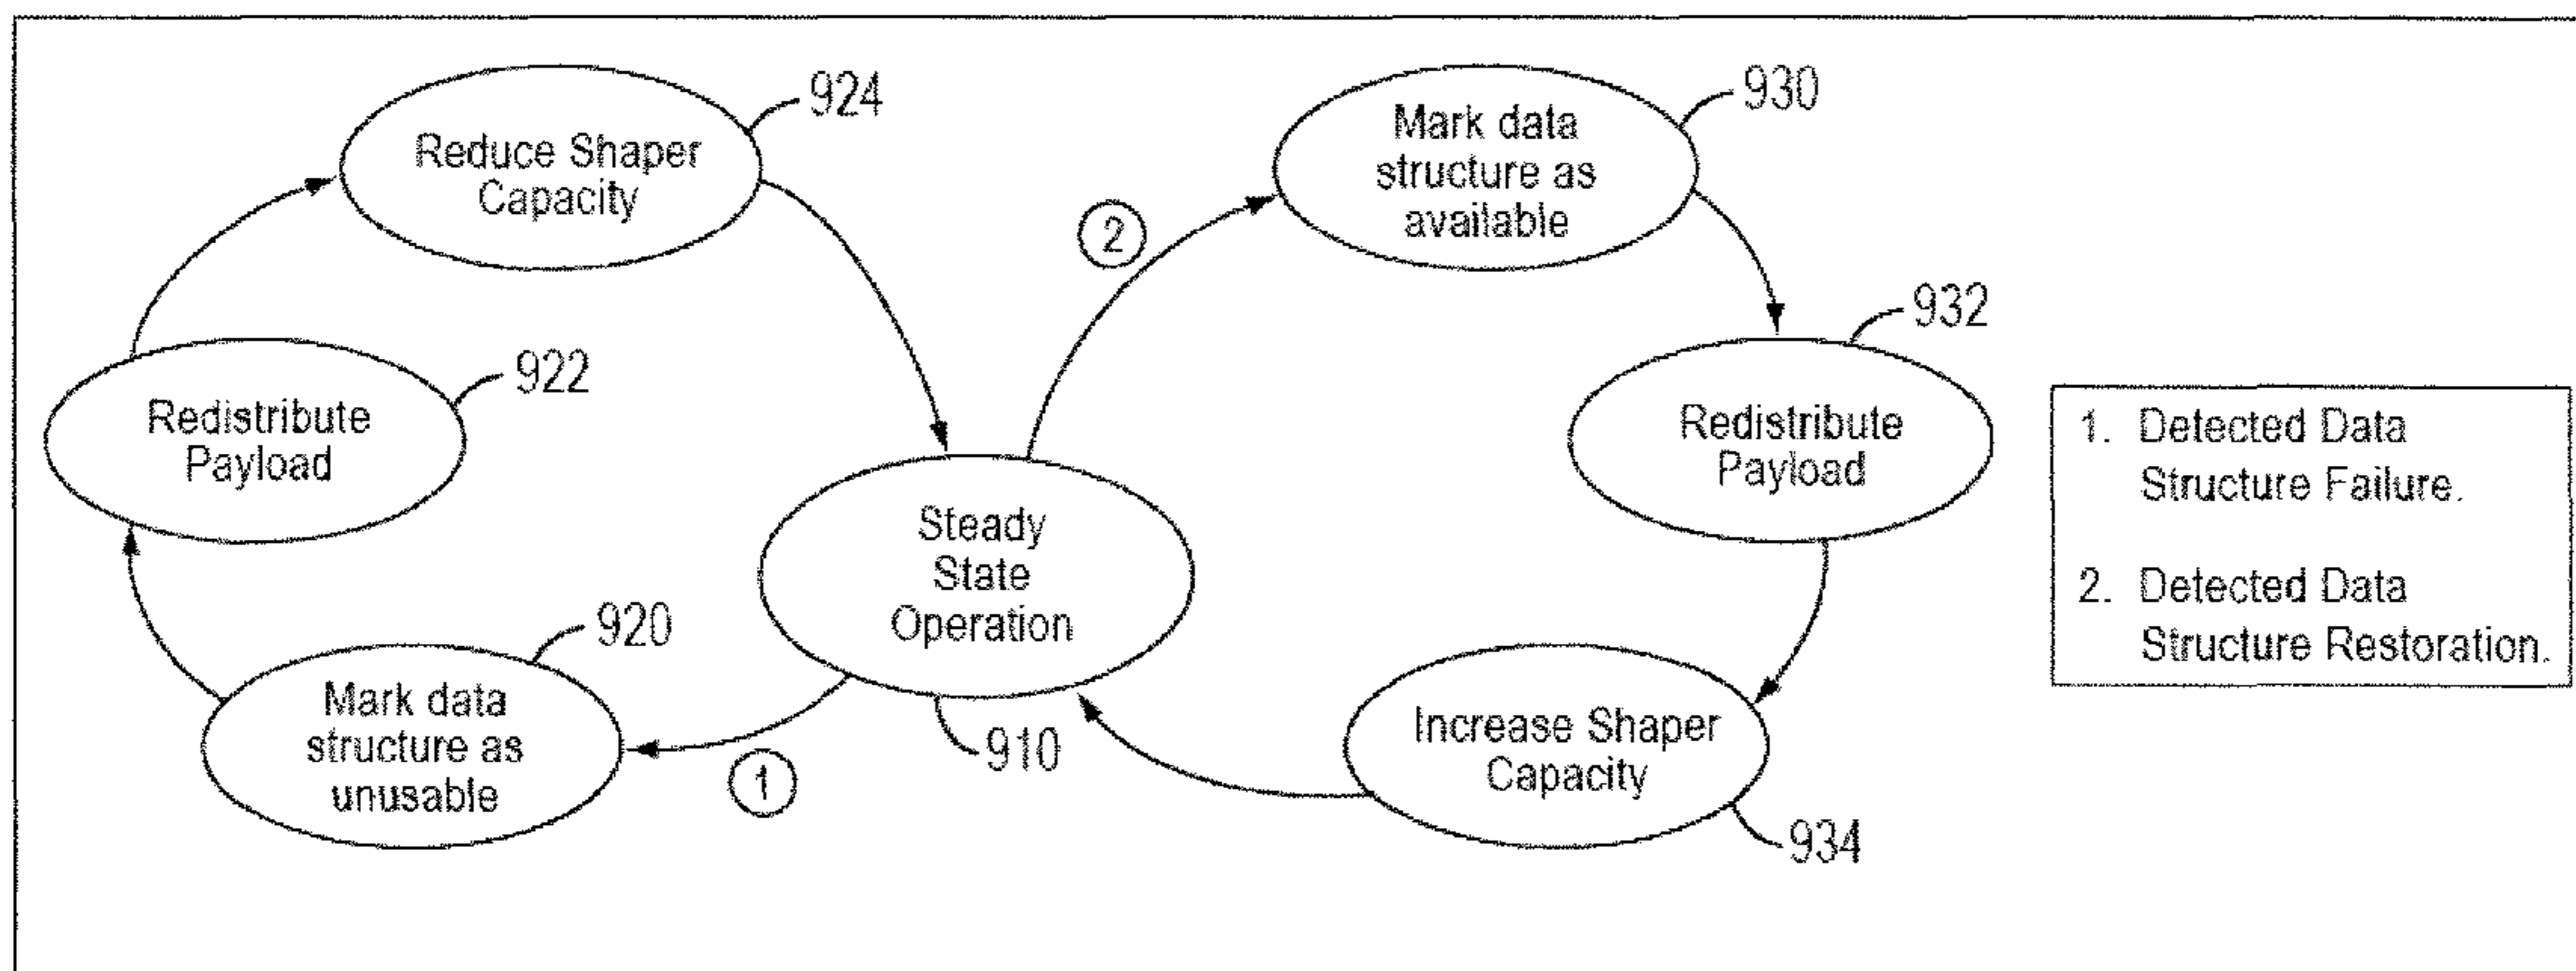 924
Reduce Shaper
Capacity
930
Mark data
structure as
available
2
922
Redistribute
Payload
932
Redistribute
Payload
1. Detected Data
Structure Failure.
2. Detected Data
Structure Restoration.
Steady
State
Operation
910
920
Mark data
structure as
unusable
1
Increase Shaper
Capacity
934